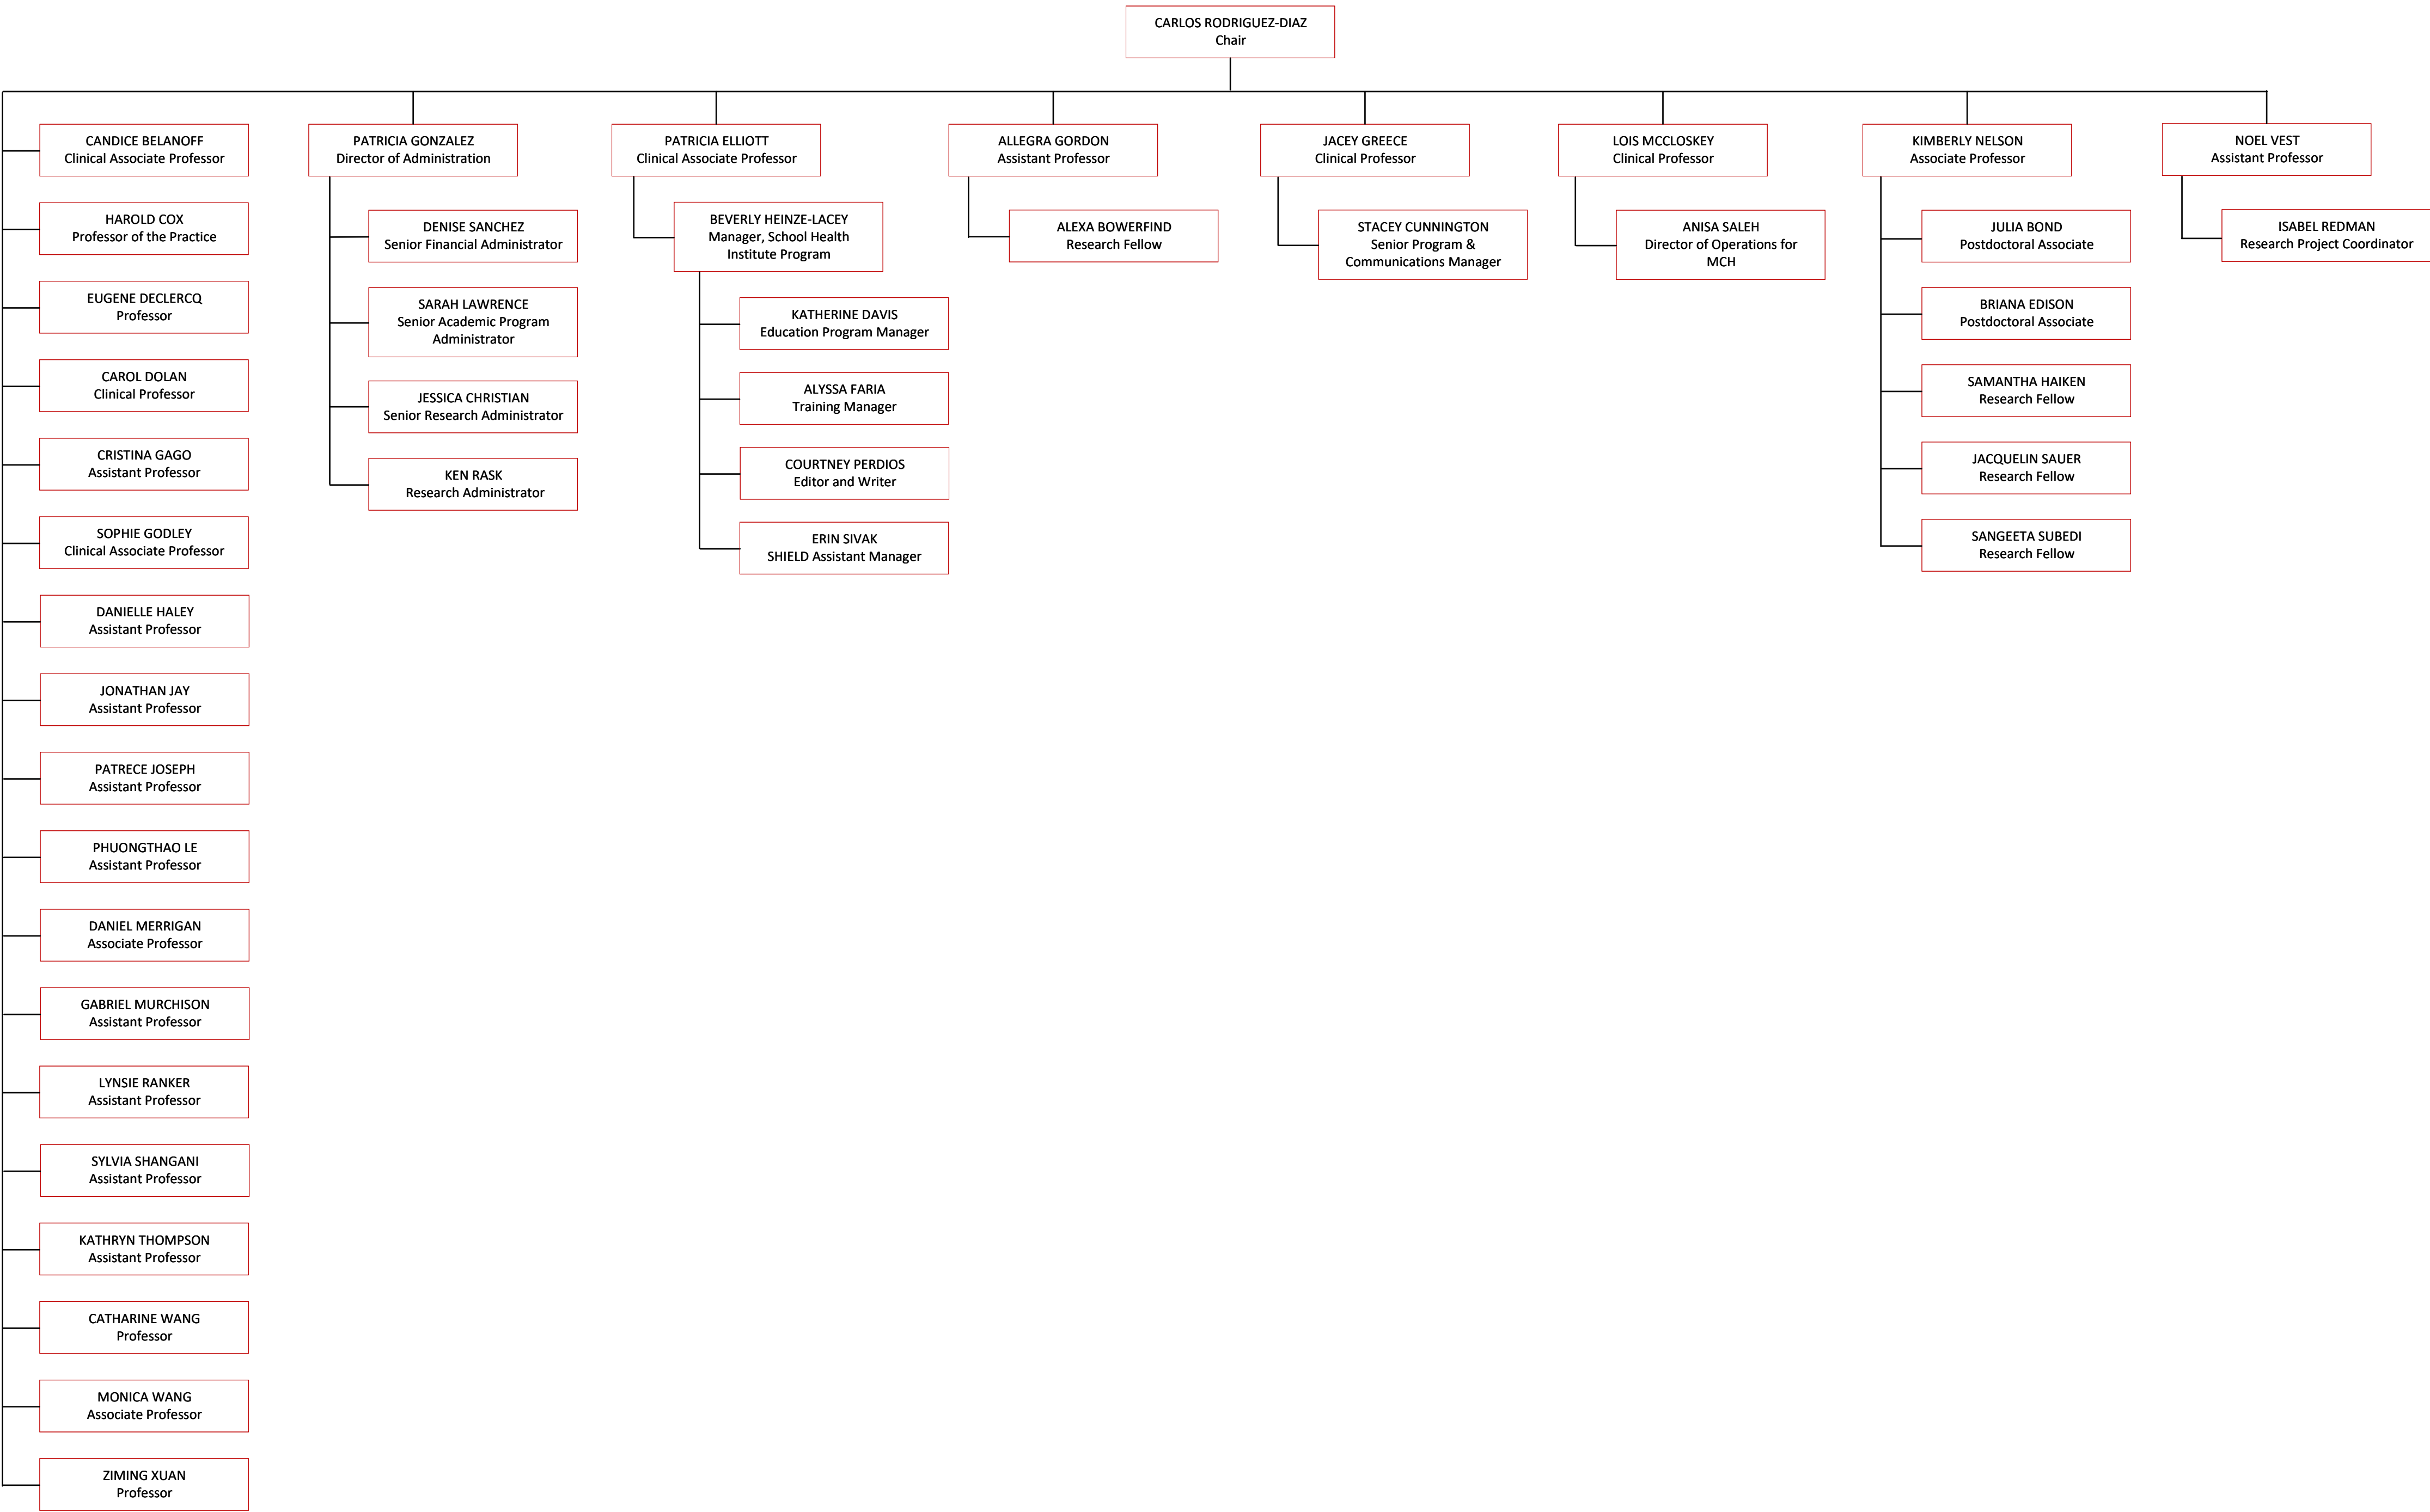 CARLOS RODRIGUEZ-DIAZ
Chair
CANDICE BELANOFF
Clinical Associate Professor
HAROLD COX
Professor of the Practice
EUGENE DECLERCQ
Professor
CAROL DOLAN
Clinical Professor
CRISTINA GAGO
Assistant Professor
SOPHIE GODLEY
Clinical Associate Professor
DANIELLE HALEY
Assistant Professor
JONATHAN JAY
Assistant Professor
PATRECE JOSEPH
Assistant Professor
PHUONGTHAO LE
Assistant Professor
DANIEL MERRIGAN
Associate Professor
GABRIEL MURCHISON
Assistant Professor
LYNSIE RANKER
Assistant Professor
SYLVIA SHANGANI
Assistant Professor
KATHRYN THOMPSON
Assistant Professor
CATHARINE WANG
Professor
MONICA WANG
Associate Professor
ZIMING XUAN
Professor
PATRICIA GONZALEZ
Director of Administration
DENISE SANCHEZ
Senior Financial Administrator
SARAH LAWRENCE
Senior Academic Program
Administrator
JESSICA CHRISTIAN
Senior Research Administrator
KEN RASK
Research Administrator
PATRICIA ELLIOTT
Clinical Associate Professor
BEVERLY HEINZE-LACEY
Manager, School Health
Institute Program
KATHERINE DAVIS
Education Program Manager
ALYSSA FARIA
Training Manager
COURTNEY PERDIOS
Editor and Writer
ERIN SIVAK
SHIELD Assistant Manager
ALLEGRA GORDON
Assistant Professor
ALEXA BOWERFIND
Research Fellow
JACEY GREECE
Clinical Professor
STACEY CUNNINGTON
Senior Program &
Communications Manager
LOIS MCCLOSKEY
Clinical Professor
ANISA SALEH
Director of Operations for
MCH
KIMBERLY NELSON
Associate Professor
JULIA BOND
Postdoctoral Associate
BRIANA EDISON
Postdoctoral Associate
SAMANTHA HAIKEN
Research Fellow
JACQUELIN SAUER
Research Fellow
SANGEETA SUBEDI
Research Fellow
NOEL VEST
Assistant Professor
ISABEL REDMAN
Research Project Coordinator